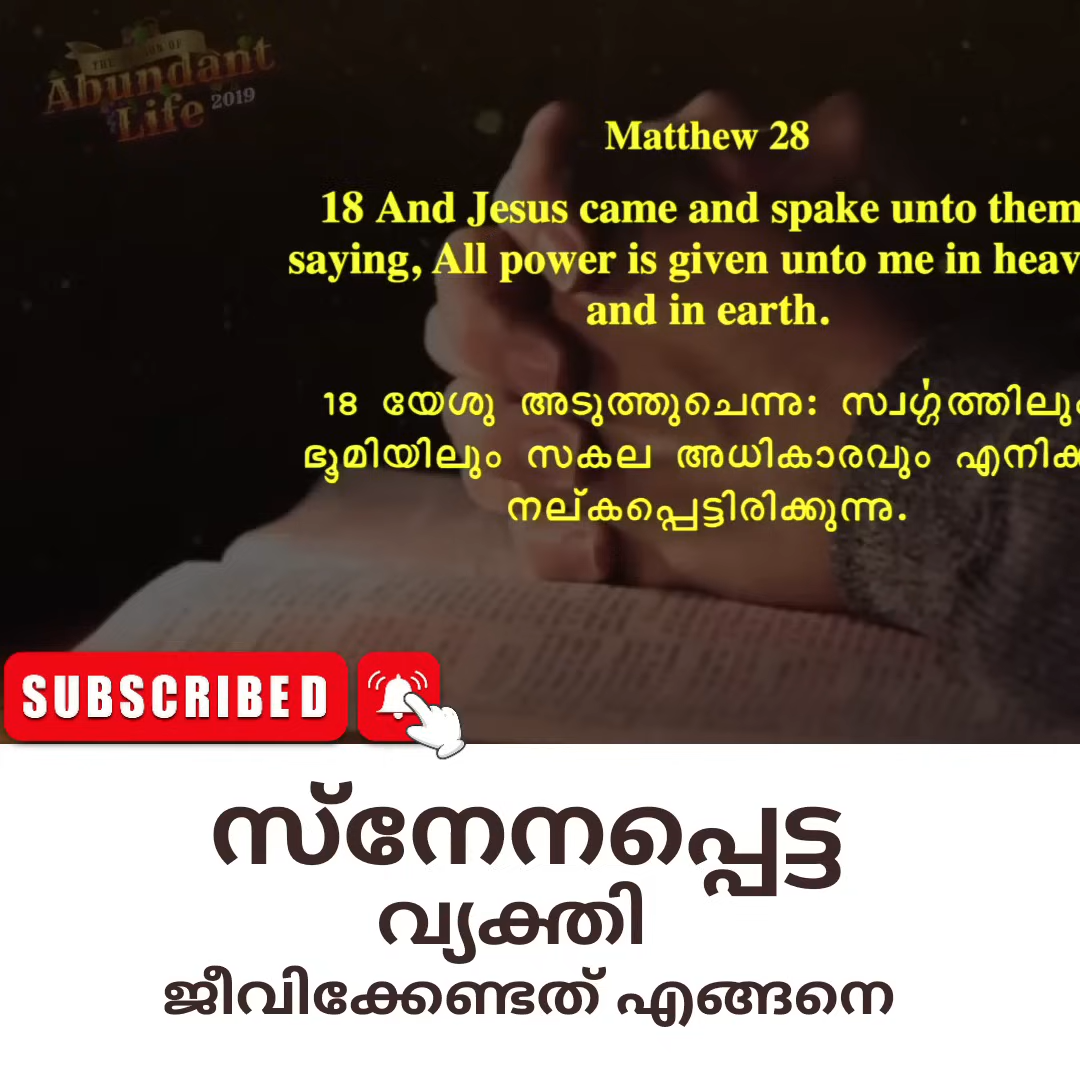 Abundant
Life 2019
Matthew 28
18 And Jesus came and spake unto them
saying, All power is given unto me in heav
and in earth.
18 യേശു അടുത്തുചെന്നു: സ്വർഗ്ഗത്തിലും
ഭൂമിയിലും സകല അധികാരവും എനിക്ക
നല്കപ്പെട്ടിരിക്കുന്നു.
SUBSCRIBED
സ്നേനപ്പെട്ട
വ്യക്തി
ജീവിക്കേണ്ടത് എങ്ങനെ